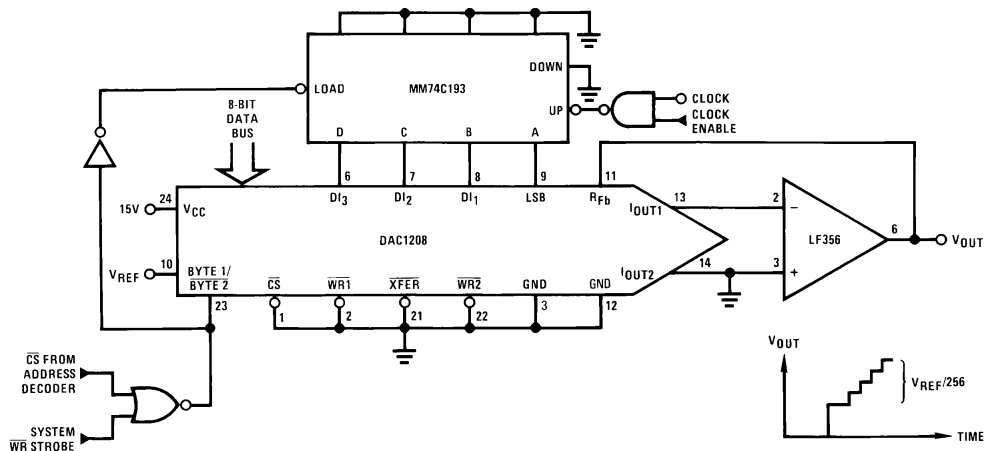 LOAD
MM74C193
DOWN
UP
CLOCK
CLOCK
ENABLE
8-BIT
DATA
BUS
D
C
B
A
6
7
8
9
11
DI3
DI2
DI1
LSB
RFb
IOUT1
13
2
−
LF356
6
VOUT
15V
24
VCC
DAC1208
VREF
10
BYTE 1/
BYTE 2
IOUT2
14
3
+
CS
WR1
XFER
WR2
GND
GND
23
1
2
21
22
3
12
CS FROM
ADDRESS
DECODER
SYSTEM
WR STROBE
VOUT
VREF/256
TIME